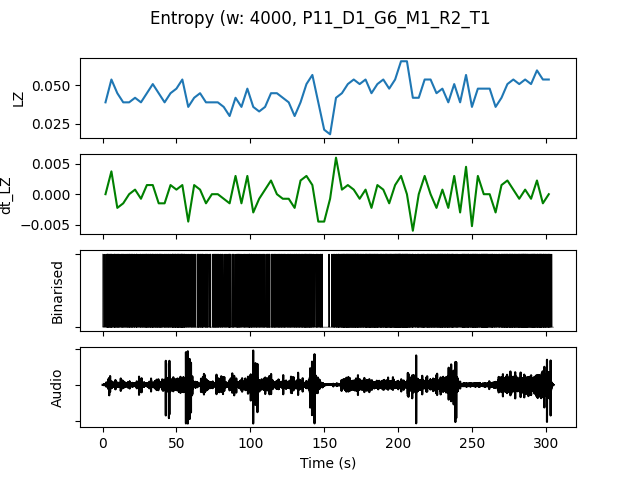 Entropy (w: 4000, P11_D1_G6_M1_R2_T1
LZ
0.050
0.025
dt_LZ
0.005
0.000
−0.005
Binarised
Audio
0 50 100 150 200 250 300
Time (s)